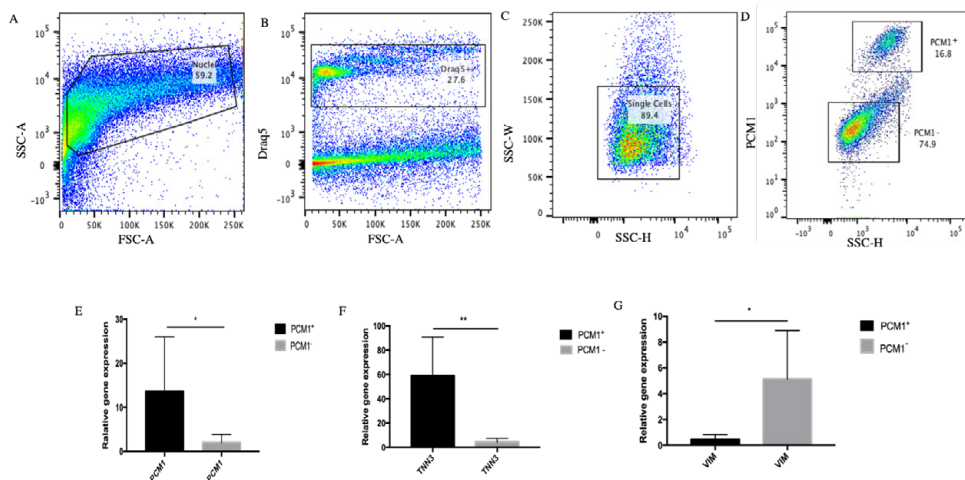 A
SSC-A
10⁵
10⁴
10³
0
-10³
Nuclei
59.2
0 50K 100K 150K 200K
FSC-A
B
Draq5
10⁵
10⁴
10³
0
-10³
Draq5+
27.6
0 50K 100K 150K 200K 250K
FSC-A
C
SSC-W
250K
200K
150K
100K
50K
0
Single Cells
89.4
0 10⁴ 10⁵
SSC-H
D
PCM1
10⁵
10⁴
10³
10²
10¹
10⁰
PCM1⁺
16.8
PCM1⁻
74.9
-10³ 0 10³ 10⁴ 10⁵
SSC-H
E
Relative gene expression
30
20
10
0
*
PCM1 PCM1
PCM1⁺
PCM1⁻
F
Relative gene expression
100
80
60
40
20
0
**
TNN3 TNN3
PCM1⁺
PCM1 -
G
Relative gene expression
8
6
4
2
0
*
VIM VIM
PCM1⁺
PCM1⁻